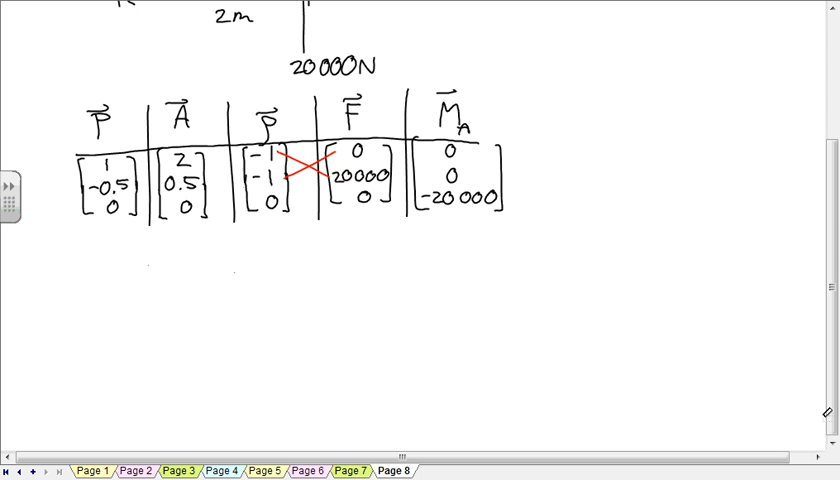 2m
20000N
P A ρ F M_A
1 2 -1 0 0
-0.5 0.5 -1 20000 0
0 0 0 0 -20000
Page 1 Page 2 Page 3 Page 4 Page 5 Page 6 Page 7 Page 8